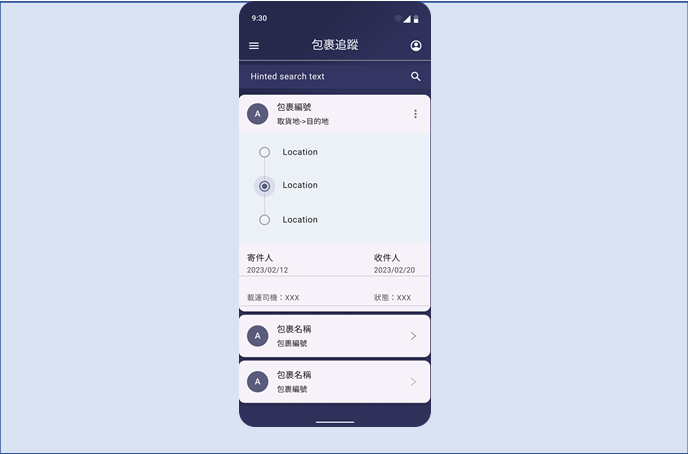 9:30
包裹追蹤
Hinted search text
A
包裹編號
取貨地->目的地
Location
Location
Location
寄件人 收件人
2023/02/12 2023/02/20
載運司機：XXX 狀態：XXX
A
包裹名稱
包裹編號
A
包裹名稱
包裹編號